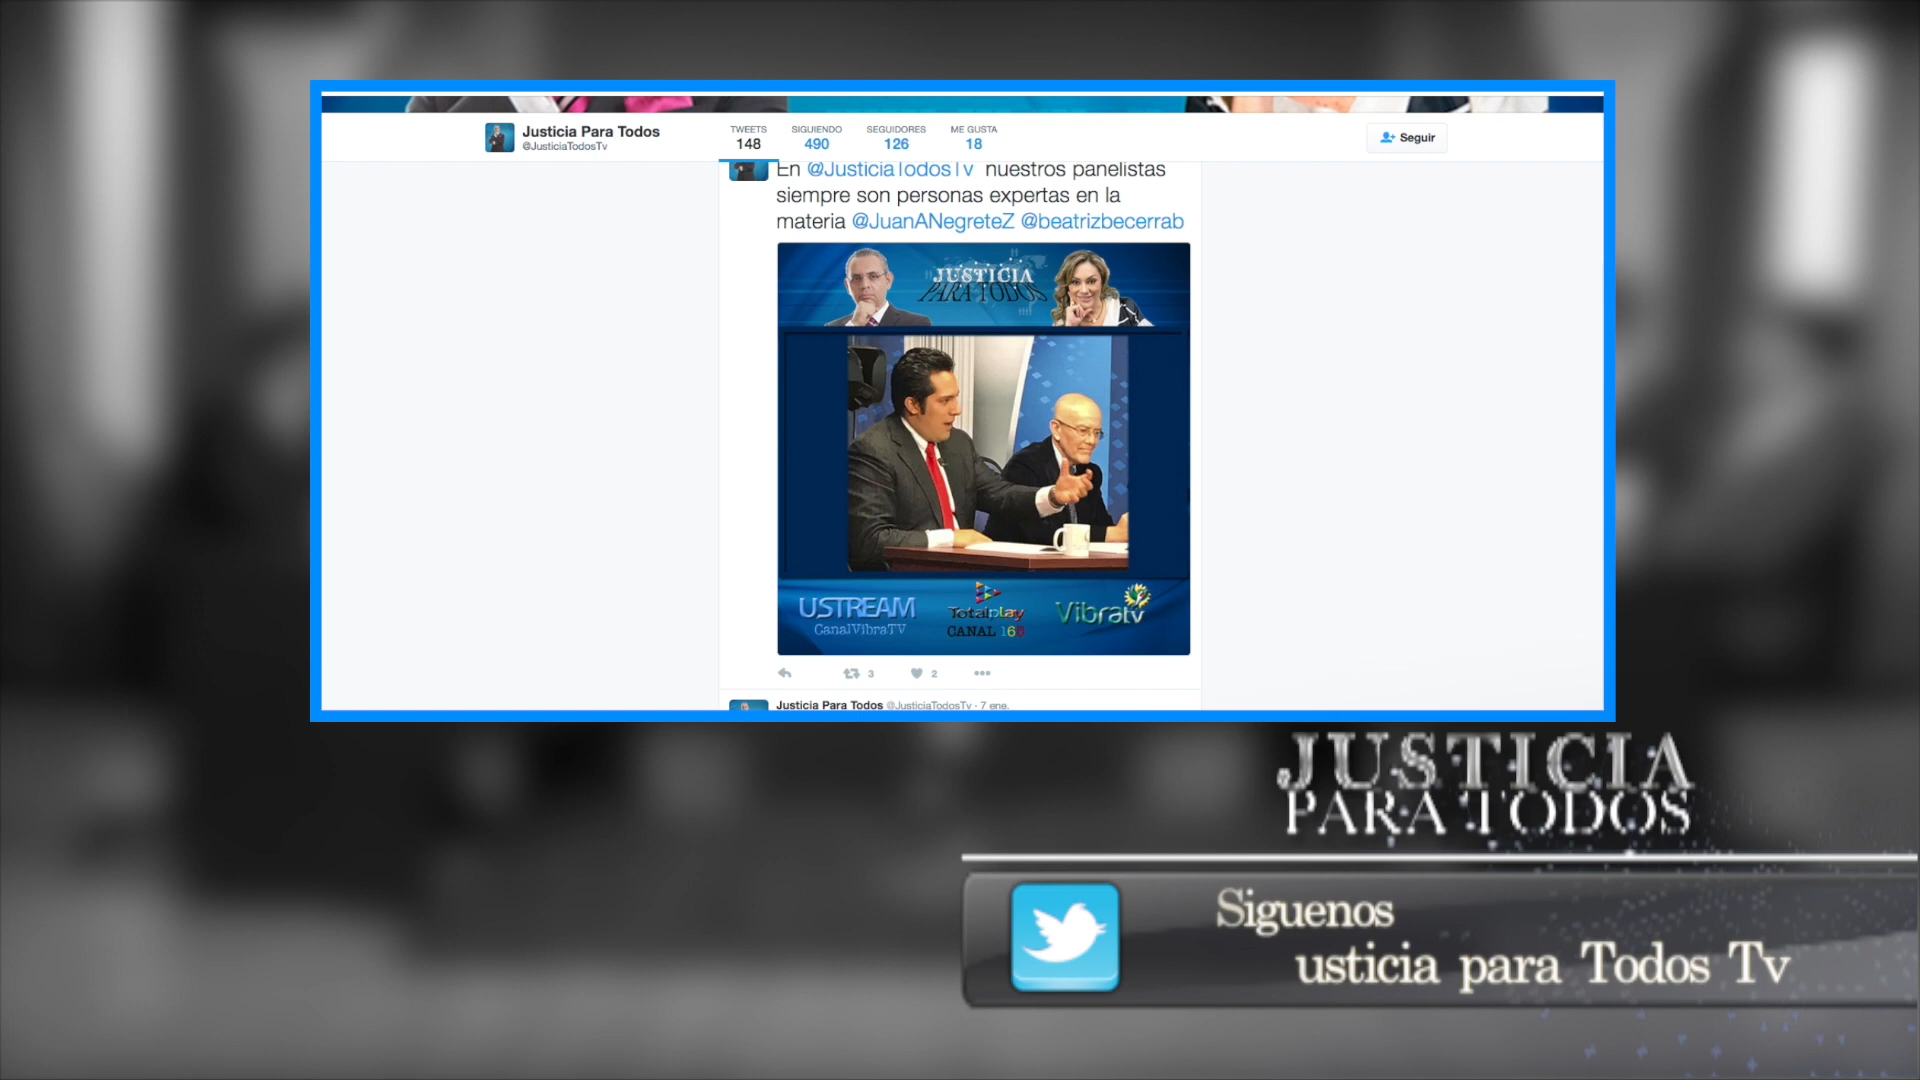 Justicia Para Todos
@JusticiaTodosTv
TWEETS
148
SIGUIENDO
490
SEGUIDORES
126
ME GUSTA
18
Seguir
En @JusticiaTodosTv nuestros panelistas
siempre son personas expertas en la
materia @JuanANegreteZ @beatrizbecerrab
JUSTICIA
PARA TODOS
USTREAM
CanalVibraTV
Totalplay
CANAL 160
Vibratv
3
2
Justicia Para Todos @JusticiaTodosTv · 7 ene.
JUSTICIA
PARA TODOS
Siguenos
usticia para Todos Tv